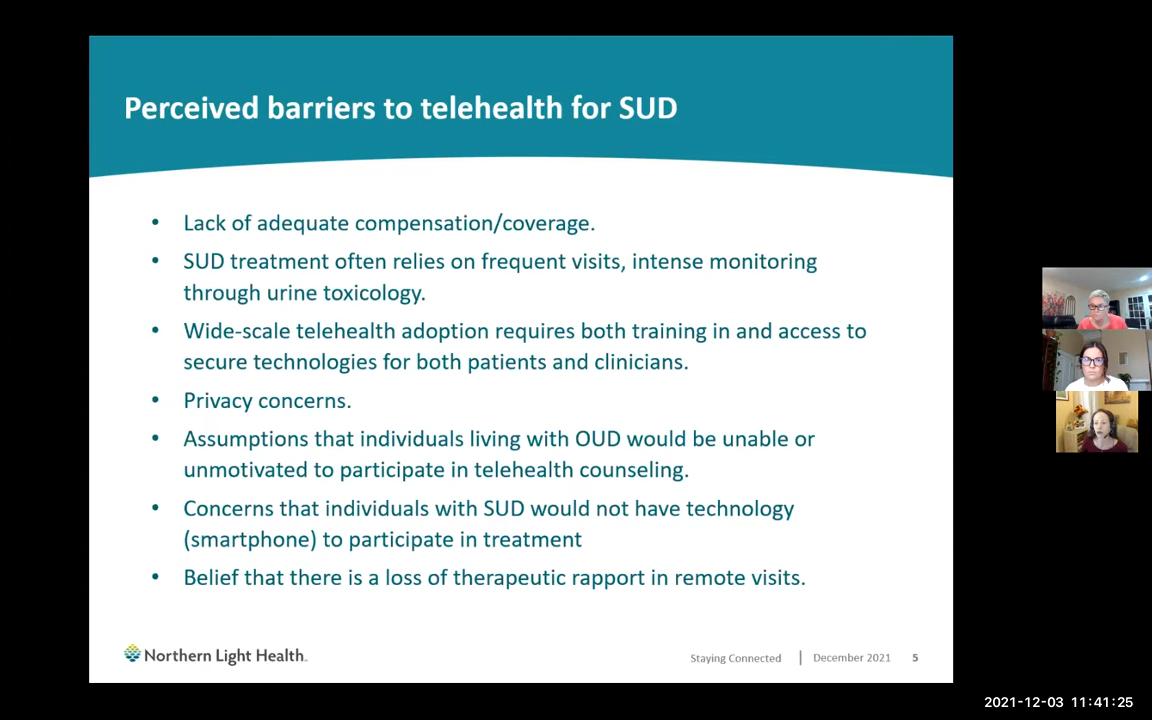 Perceived barriers to telehealth for SUD
• Lack of adequate compensation/coverage.
• SUD treatment often relies on frequent visits, intense monitoring
through urine toxicology.
• Wide-scale telehealth adoption requires both training in and access to
secure technologies for both patients and clinicians.
• Privacy concerns.
• Assumptions that individuals living with OUD would be unable or
unmotivated to participate in telehealth counseling.
• Concerns that individuals with SUD would not have technology
(smartphone) to participate in treatment
• Belief that there is a loss of therapeutic rapport in remote visits.
Northern Light Health.
Staying Connected | December 2021 5
2021-12-03 11:41:25